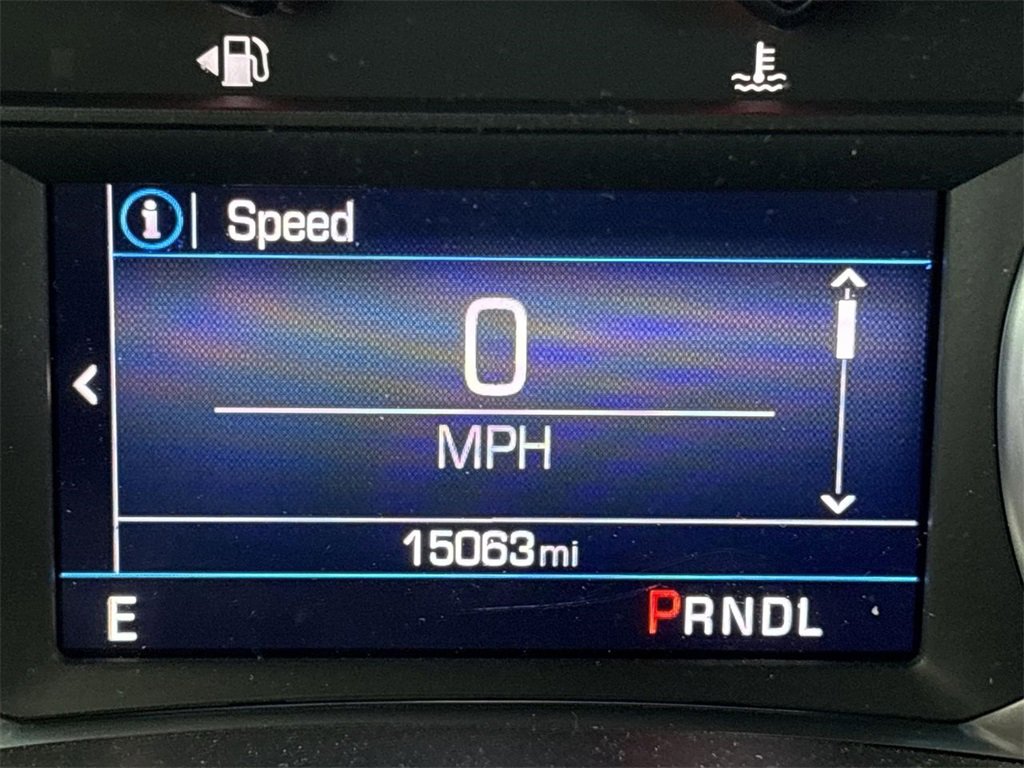 Speed
0
MPH
15063mi
E
PRNDL